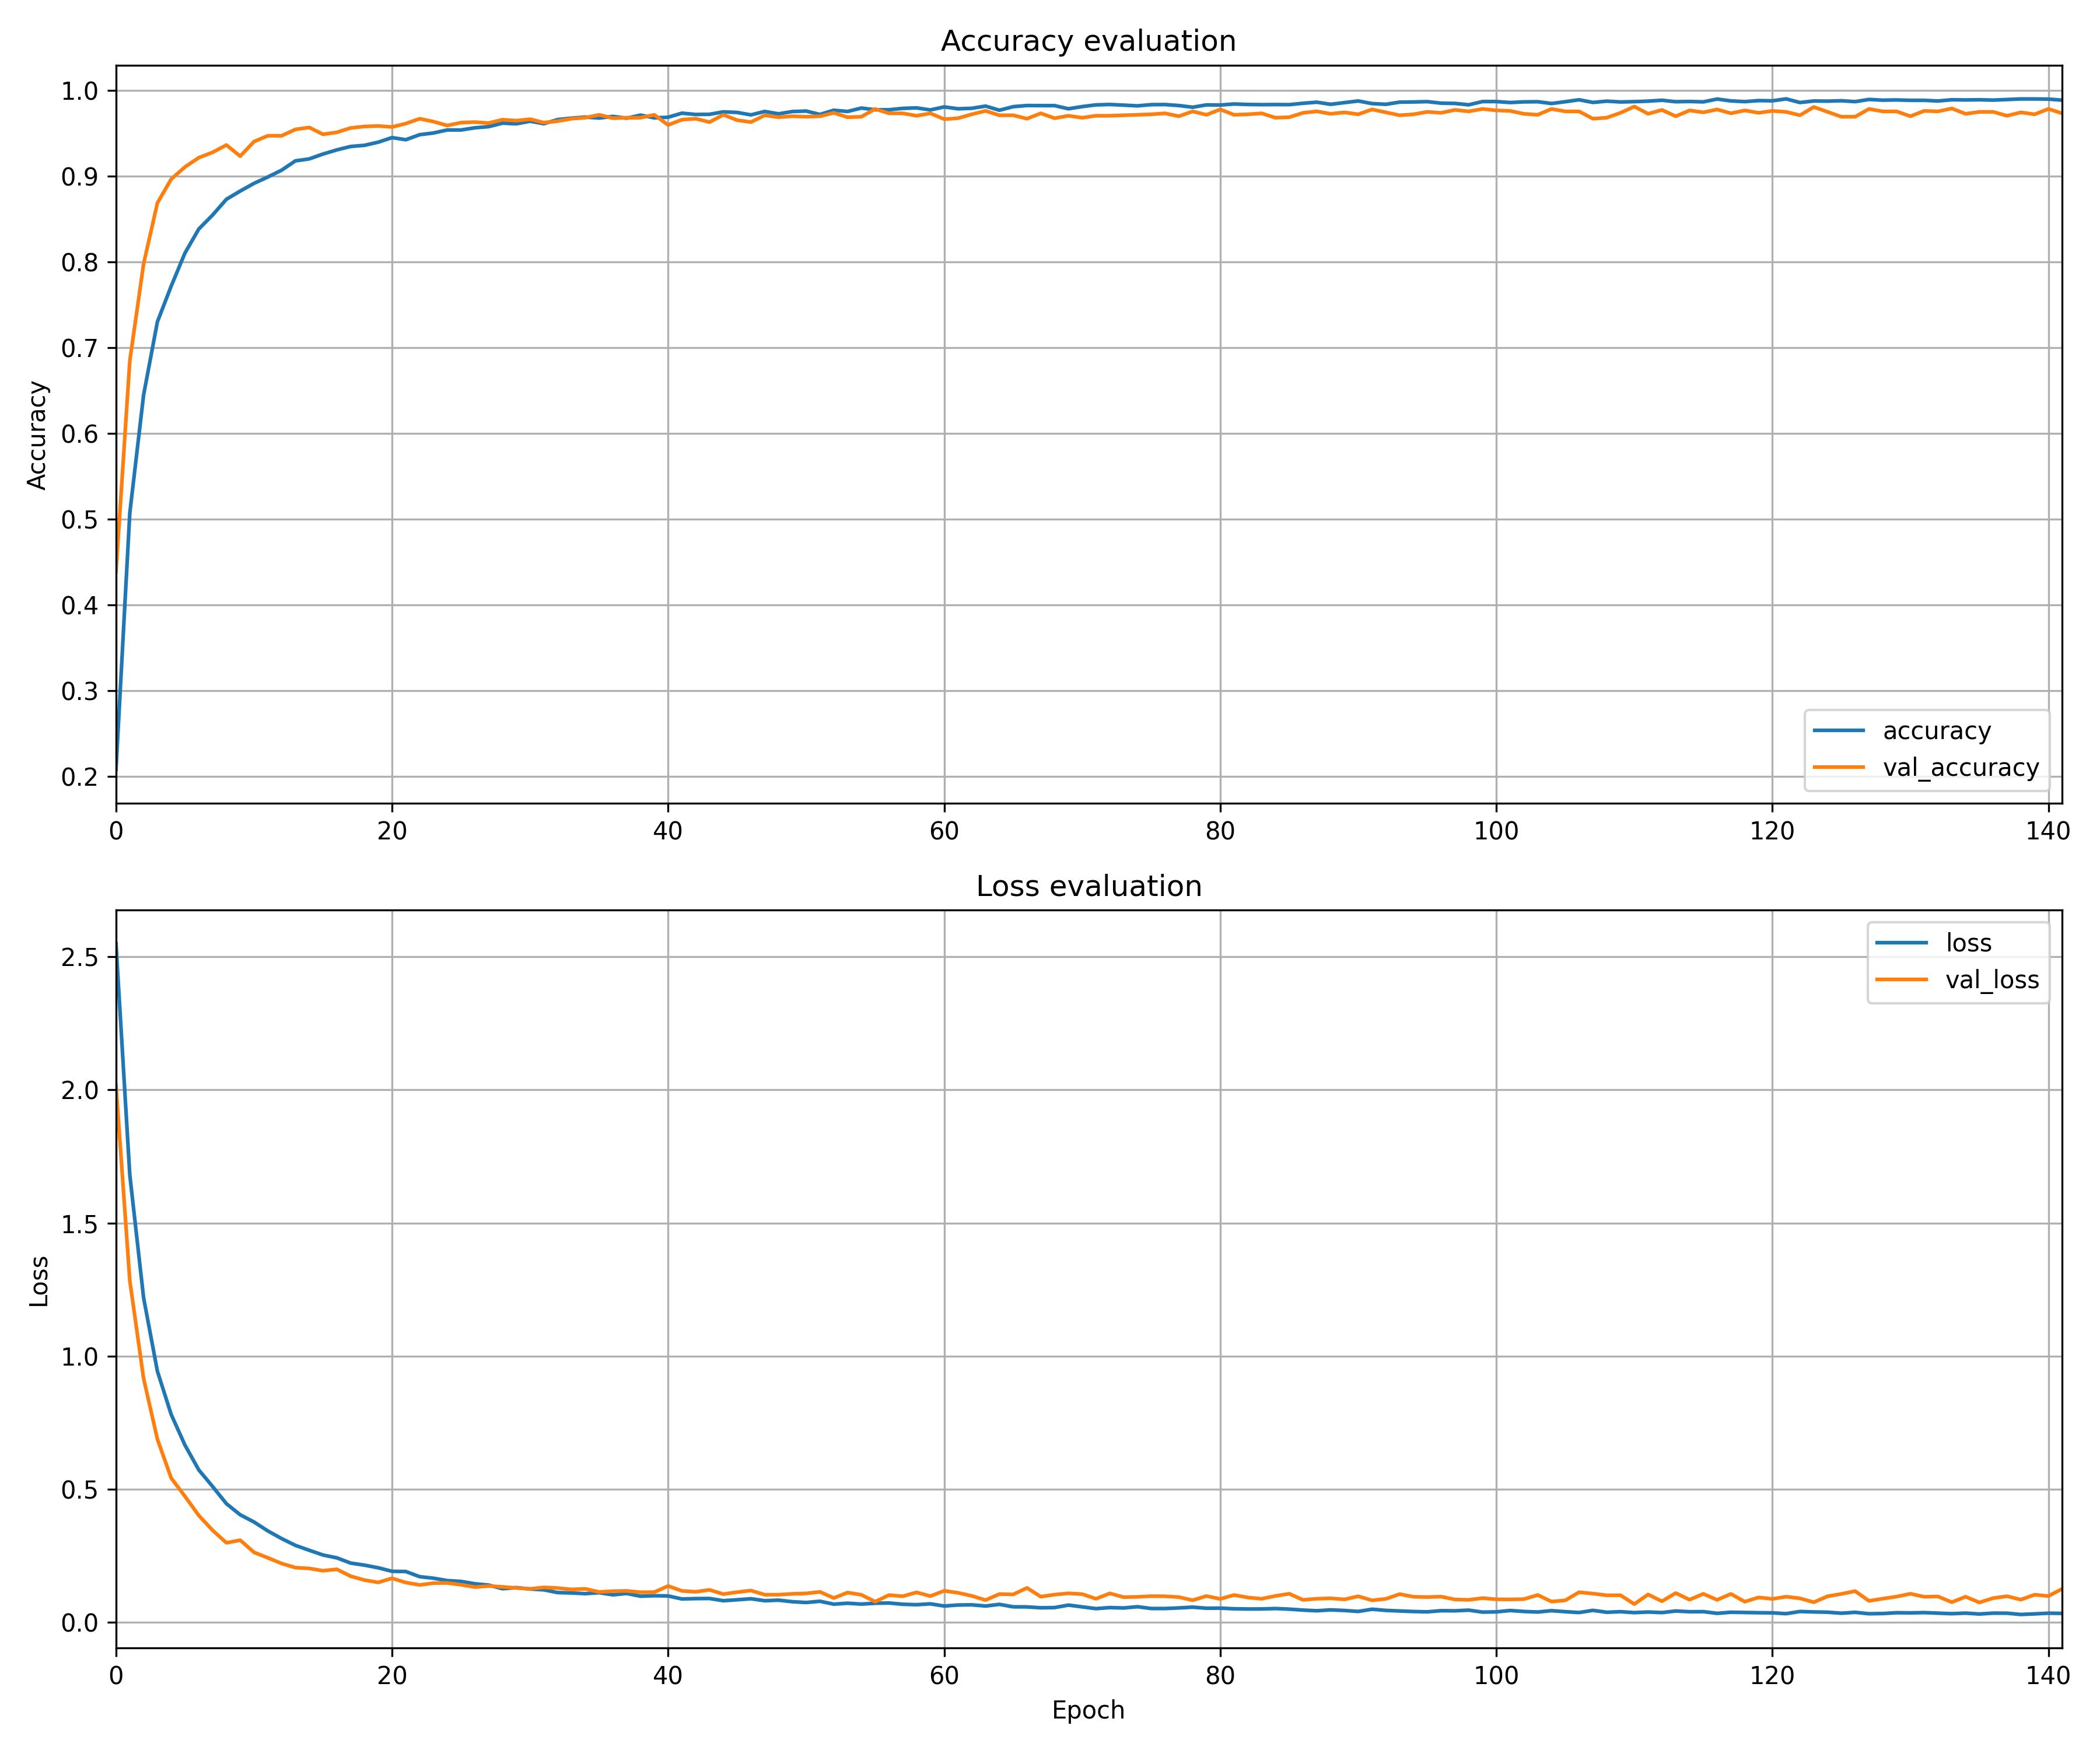 Accuracy evaluation
1.0
0.9
0.8
0.7
0.6
0.5
0.4
0.3
0.2
Accuracy
accuracy
val_accuracy
0 20 40 60 80 100 120 140
Loss evaluation
2.5
2.0
1.5
1.0
0.5
0.0
Loss
loss
val_loss
0 20 40 60 80 100 120 140
Epoch